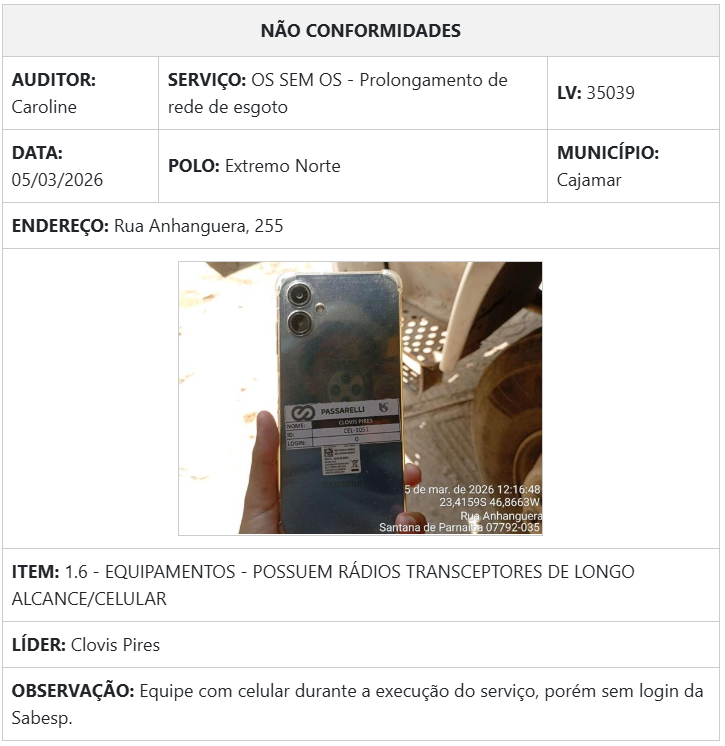 NÃO CONFORMIDADES
AUDITOR:
Caroline
SERVIÇO: OS SEM OS - Prolongamento de
rede de esgoto
LV: 35039
DATA:
05/03/2026
POLO: Extremo Norte
MUNICÍPIO:
Cajamar
ENDEREÇO: Rua Anhanguera, 255
PASSARELLI
NOME: CLOVIS PIRES
ID: CEL-1051
LOGIN: 0
5 de mar. de 2026 12:16:48
23,4159S 46,8663W
Rua Anhanguera
Santana de Parnaíba 07792-035
ITEM: 1.6 - EQUIPAMENTOS - POSSUEM RÁDIOS TRANSCEPTORES DE LONGO
ALCANCE/CELULAR
LÍDER: Clovis Pires
OBSERVAÇÃO: Equipe com celular durante a execução do serviço, porém sem login da
Sabesp.